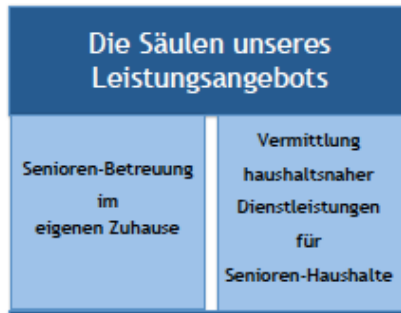 Die Säulen unseres
Leistungsangebots
Senioren-Betreuung
im
eigenen Zuhause
Vermittlung
haushaltsnaher
Dienstleistungen
für
Senioren-Haushalte